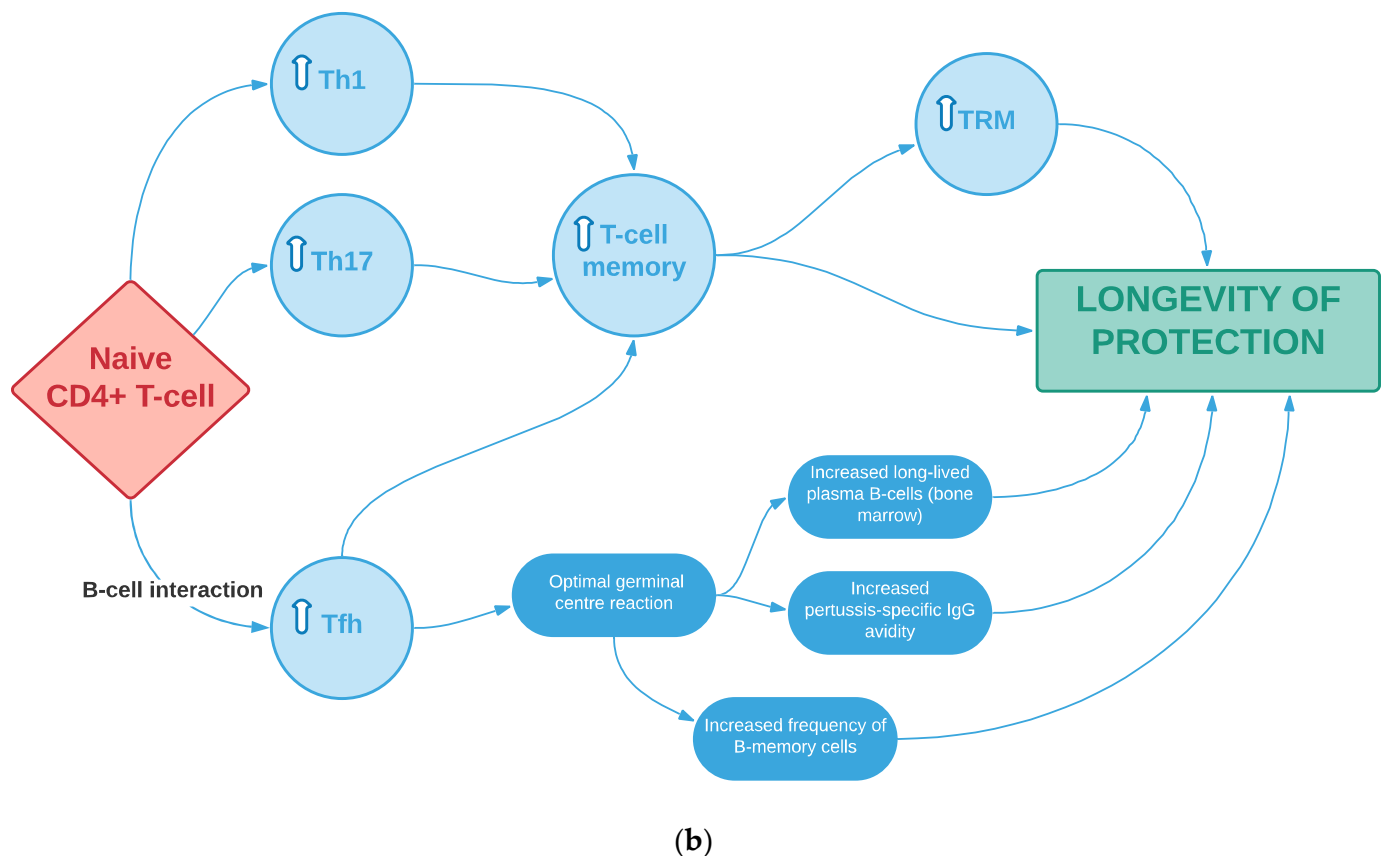 Th1
TRM
T-cell
memory
Th17
LONGEVITY OF
PROTECTION
Naive
CD4+ T-cell
Increased long-lived
plasma B-cells (bone
marrow)
B-cell interaction
Optimal germinal
centre reaction
Increased
pertussis-specific IgG
avidity
Tfh
Increased frequency of
B-memory cells
(b)